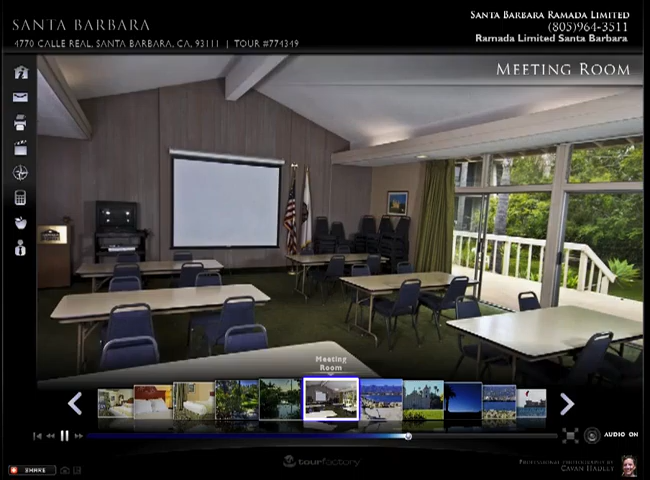 SANTA BARBARA
4770 CALLE REAL, SANTA BARBARA, CA, 93111 | TOUR #774349
SANTA BARBARA RAMADA LIMITED
(805)964-3511
Ramada Limited Santa Barbara
MEETING ROOM
Meeting
Room
AUDIO ON
SHARE
tourfactory
PROFESSIONAL PHOTOGRAPHY BY
CAVAN HADLEY